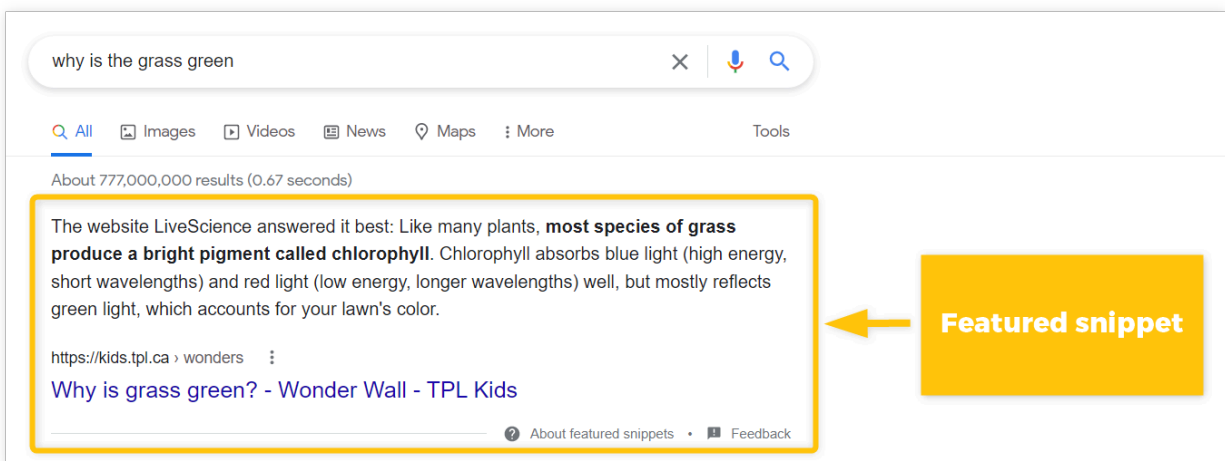 why is the grass green
All Images Videos News Maps More Tools
About 777,000,000 results (0.67 seconds)
The website LiveScience answered it best: Like many plants, most species of grass
produce a bright pigment called chlorophyll. Chlorophyll absorbs blue light (high energy,
short wavelengths) and red light (low energy, longer wavelengths) well, but mostly reflects
green light, which accounts for your lawn's color.
https://kids.tpl.ca › wonders
Why is grass green? - Wonder Wall - TPL Kids
About featured snippets • Feedback
Featured snippet